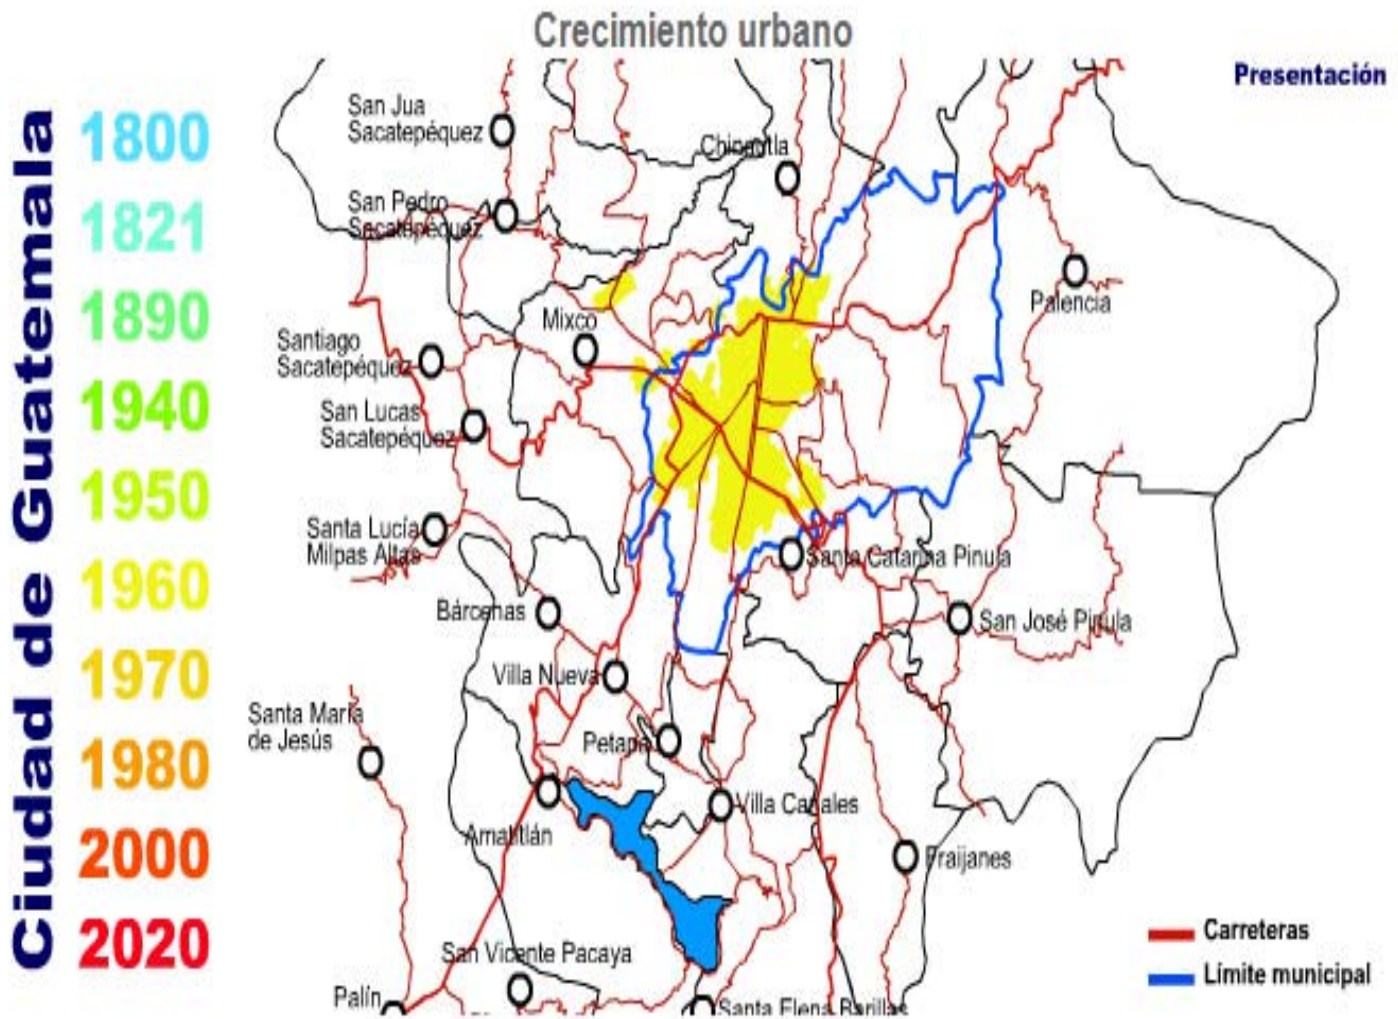 Crecimiento urbano
Presentación
Ciudad de Guatemala
1800
1821
1890
1940
1950
1960
1970
1980
2000
2020
San Jua
Sacatepéquez
Chinautla
San Pedro
Sacatepéquez
Palencia
Mixco
Santiago
Sacatepéquez
San Lucas
Sacatepéquez
Santa Lucía
Milpas Altas
Santa Catarina Pinula
Bárcenas
San José Pinula
Villa Nueva
Santa María
de Jesús
Petapa
Villa Canales
Amatitlán
Fraijanes
San Vicente Pacaya
Palín
Santa Elena Barillas
Carreteras
Límite municipal